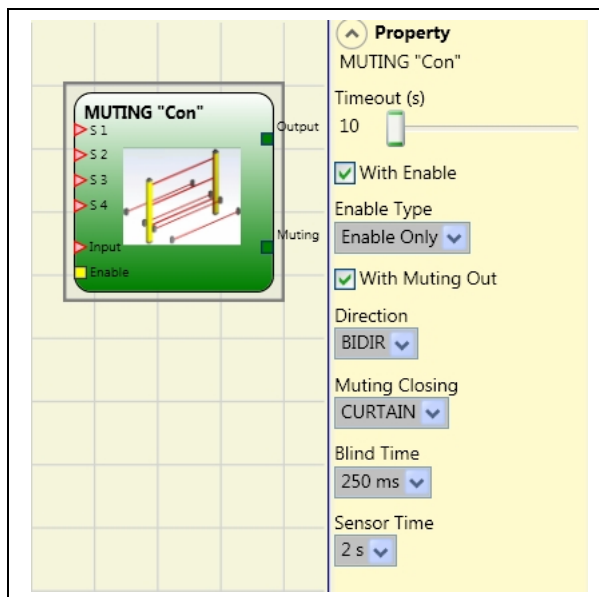 MUTING "Con"
S 1
S 2
S 3
S 4
Input
Enable
Output
Muting
Property
MUTING "Con"
Timeout (s)
10
With Enable
Enable Type
Enable Only
With Muting Out
Direction
BIDIR
Muting Closing
CURTAIN
Blind Time
250 ms
Sensor Time
2 s